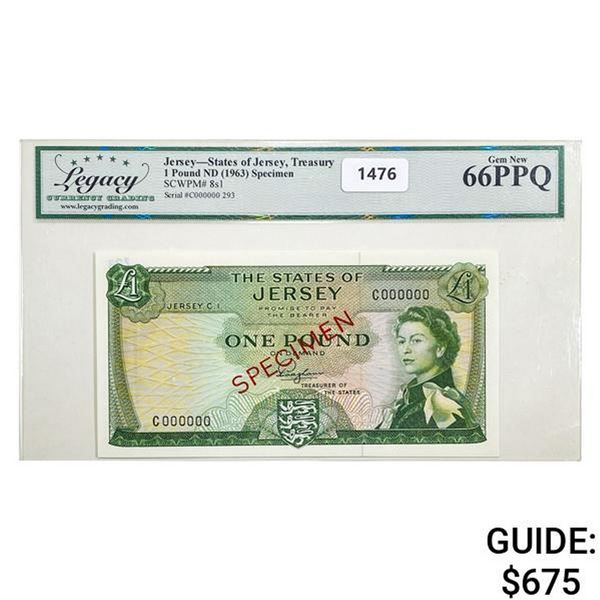 Legacy
CURRENCY GRADING
www.legacygrading.com
Jersey—States of Jersey, Treasury
1 Pound ND (1963) Specimen
SCWPM# 8s1
Serial #C000000 293
1476
Gem New
66PPQ
£1
THE STATES OF
JERSEY
C000000
£1
JERSEY C.I.
PROMISE TO PAY
THE BEARER
ONE POUND
ON DEMAND
SPECIMEN
TREASURER OF
THE STATES
C000000
GUIDE:
$675